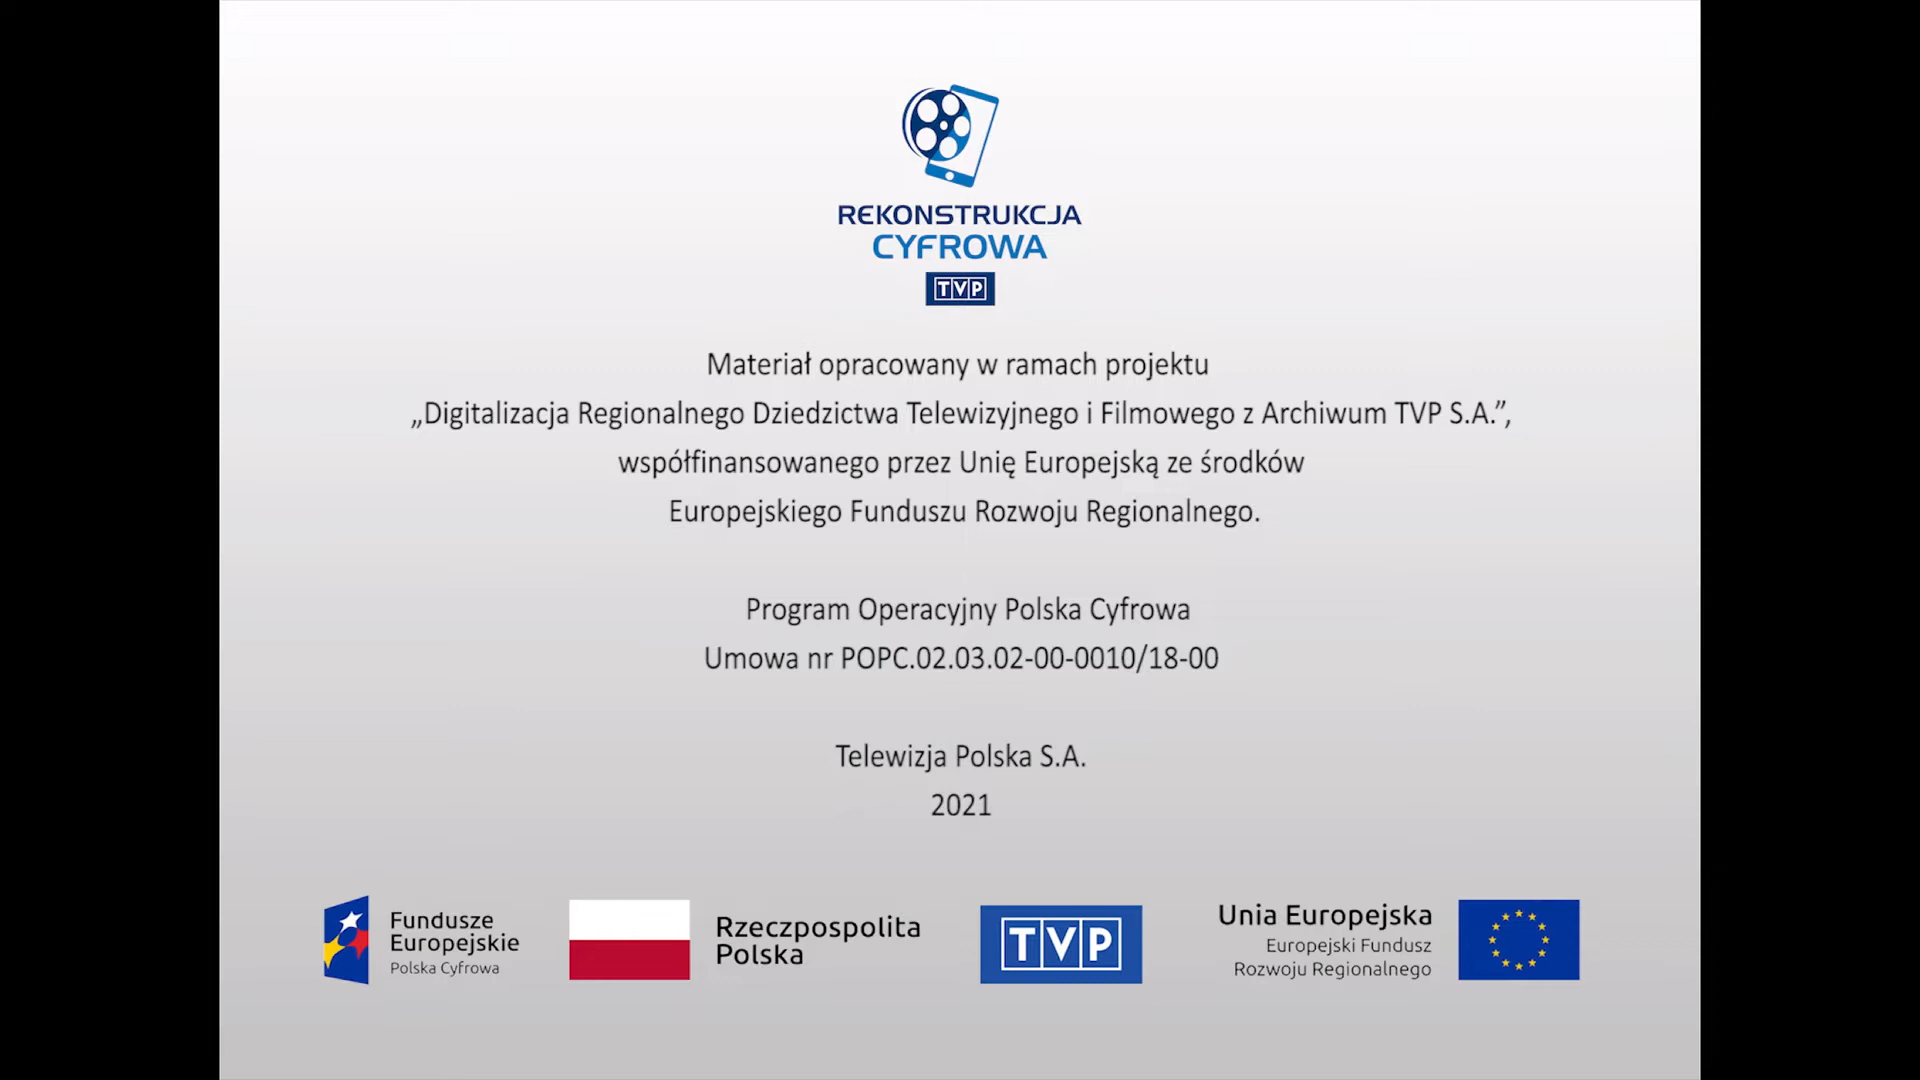 REKONSTRUKCJA
CYFROWA
TVP
Materiał opracowany w ramach projektu
„Digitalizacja Regionalnego Dziedzictwa Telewizyjnego i Filmowego z Archiwum TVP S.A.”,
współfinansowanego przez Unię Europejską ze środków
Europejskiego Funduszu Rozwoju Regionalnego.
Program Operacyjny Polska Cyfrowa
Umowa nr POPC.02.03.02-00-0010/18-00
Telewizja Polska S.A.
2021
Fundusze
Europejskie
Polska Cyfrowa
Rzeczpospolita
Polska
TVP
Unia Europejska
Europejski Fundusz
Rozwoju Regionalnego